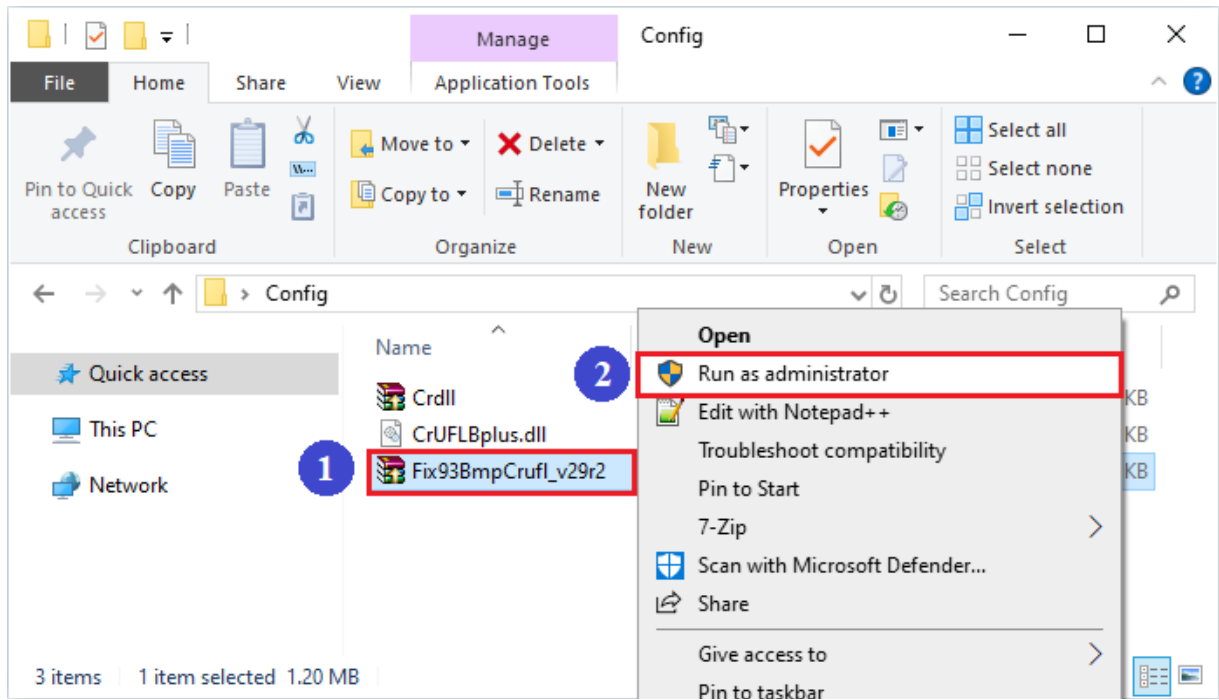 Manage
Config
File
Home
Share
View
Application Tools
Pin to Quick access
Copy
Paste
W...
Clipboard
Move to
Copy to
Delete
Rename
Organize
New folder
New
Properties
Open
Select all
Select none
Invert selection
Select
Config
Search Config
Quick access
This PC
Network
Name
Crdll
CrUFLBplus.dll
1
Fix93BmpCrufl_v29r2
KB
KB
KB
Open
2
Run as administrator
Edit with Notepad++
Troubleshoot compatibility
Pin to Start
7-Zip
Scan with Microsoft Defender...
Share
Give access to
Pin to taskbar
3 items
1 item selected 1.20 MB